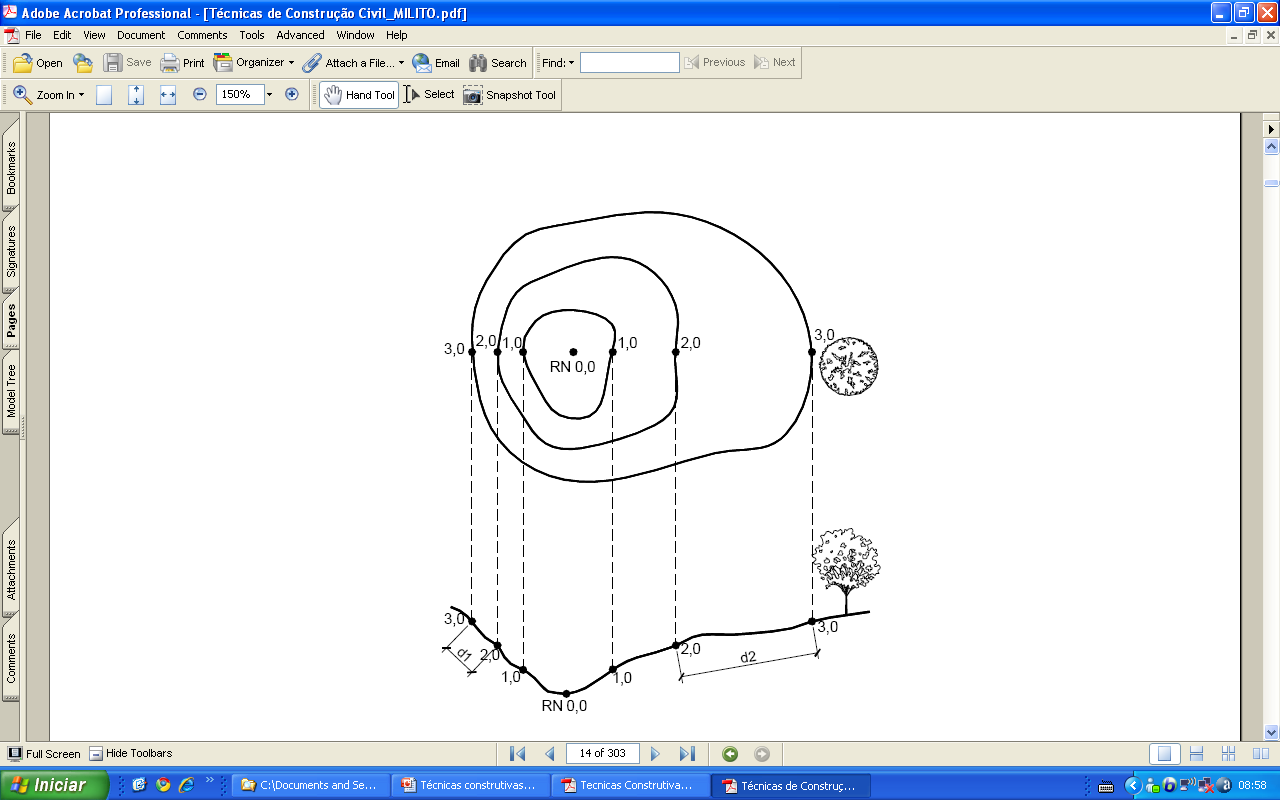 Adobe Acrobat Professional - [Técnicas de Construção Civil_MILITO.pdf]
File Edit View Document Comments Tools Advanced Window Help
Open Save Print Organizer Attach a File... Email Search Find: Previous Next
Zoom In 150% Hand Tool Select Snapshot Tool
Bookmarks
Signatures
Pages
Model Tree
Attachments
Comments
3,0 2,0 1,0 1,0 2,0 3,0
RN 0,0
3,0 3,0
d1 2,0 2,0 d2
1,0 1,0
RN 0,0
Full Screen Hide Toolbars 14 of 303
Iniciar » C:\Documents and Se... Técnicas construtivas... Tecnicas Construtiva... Técnicas de Construç... 08:58